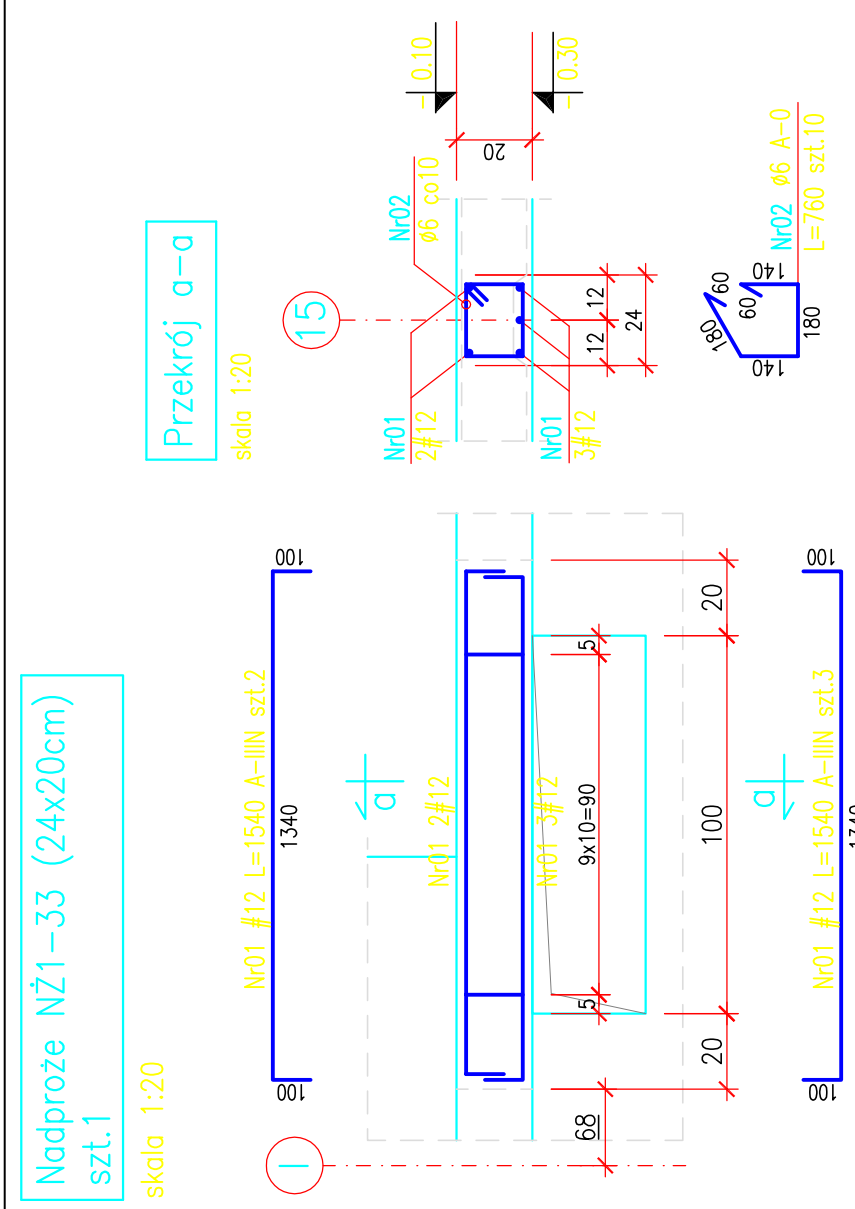 Nadproże NŻ1-33 (24x20cm)
szt.1
skala 1:20
Nr01 #12 L=1540 A-IIIN szt.2
100
1340
100
a
Nr01 2#12
Nr01 3#12
5
9x10=90
5
68
20
100
20
a
Nr01 #12 L=1540 A-IIIN szt.3
100
1340
100
I
Przekrój a-a
skala 1:20
15
Nr01
2#12
Nr02
φ6 co10
Nr01
3#12
- 0.10
- 0.30
20
12
12
24
180
60
60
140
140
180
Nr02 φ6 A-0
L=760 szt.10